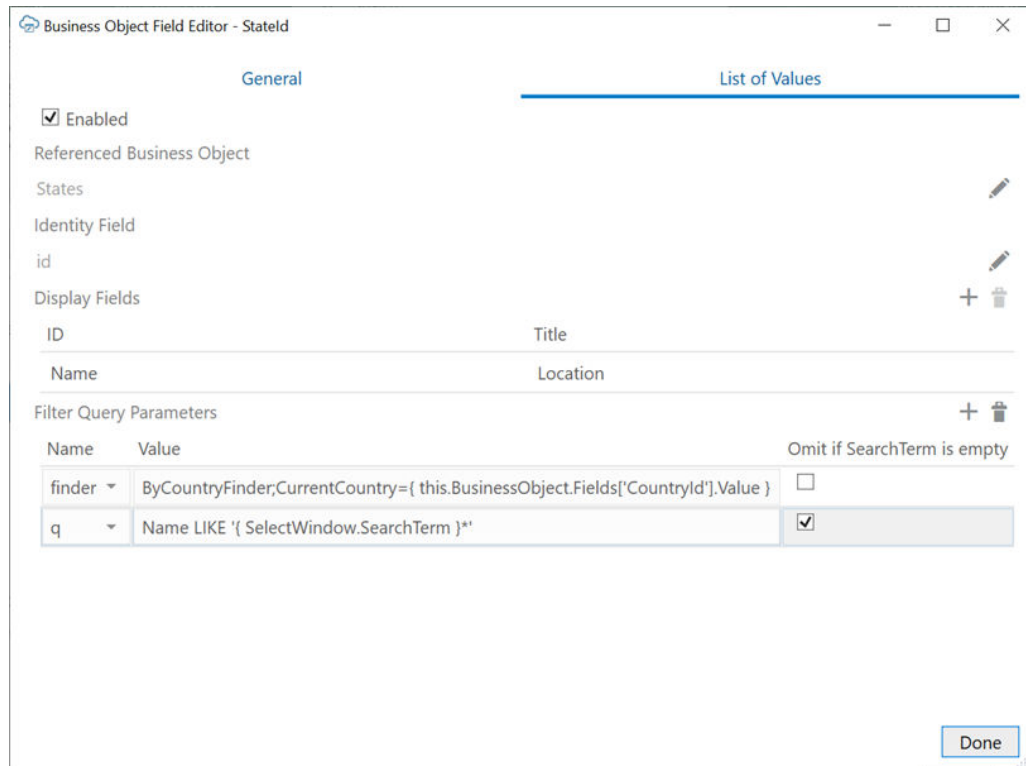 Business Object Field Editor - StateId
General List of Values
Enabled
Referenced Business Object
States
Identity Field
id
Display Fields
ID Title
Name Location
Filter Query Parameters
Name Value Omit if SearchTerm is empty
finder ByCountryFinder;CurrentCountry={ this.BusinessObject.Fields['CountryId'].Value }
q Name LIKE '{ SelectWindow.SearchTerm }*'
Done